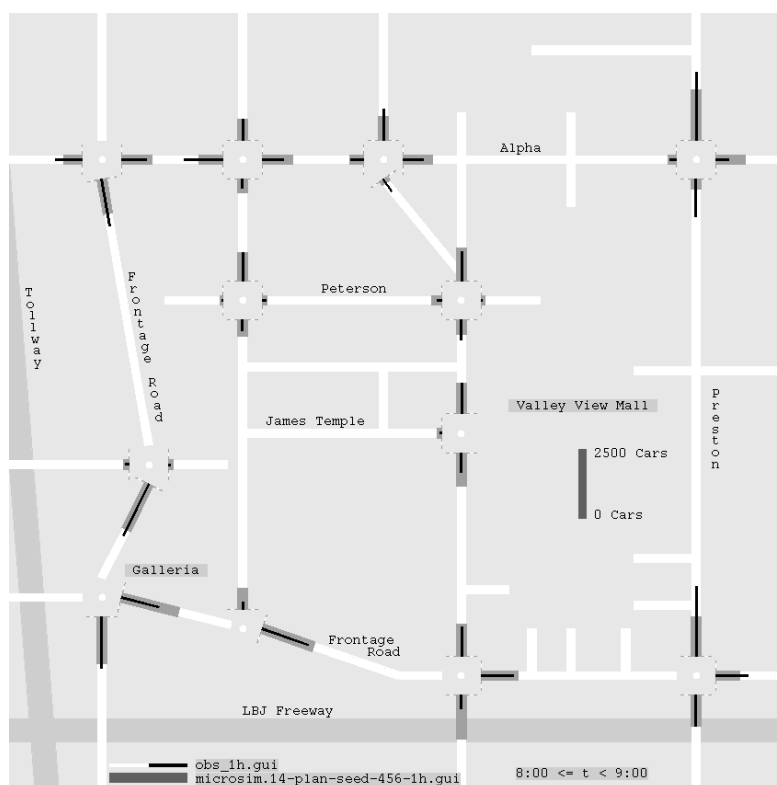 Alpha
Peterson
Tollway
Frontage Road
Preston
Valley View Mall
James Temple
2500 Cars
0 Cars
Galleria
Frontage
Road
LBJ Freeway
obs_1h.gui
microsim.14-plan-seed-456-1h.gui
8:00 <= t < 9:00